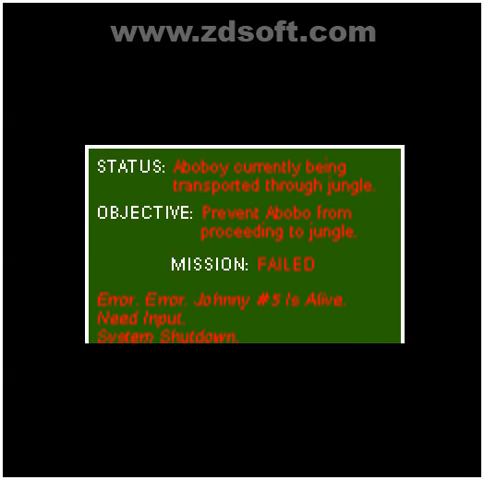 www.zdsoft.com
STATUS: Aboboy currently being
transported through jungle.
OBJECTIVE: Prevent Abobo from
proceeding to jungle.
MISSION: FAILED
Error. Error. Johnny #5 Is Alive.
Need Input.
System Shutdown.